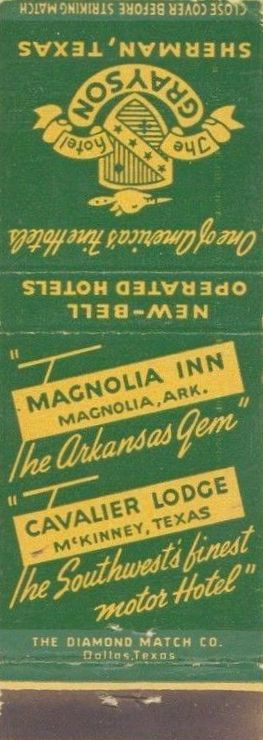 CLOSE COVER BEFORE STRIKING MATCH
SHERMAN, TEXAS
The GRAYSON hotel
One of America's Fine Hotels
NEW-BELL
OPERATED HOTELS
"MAGNOLIA INN
MAGNOLIA, ARK.
The Arkansas Gem"
"CAVALIER LODGE
McKINNEY, TEXAS
The Southwest's finest
motor Hotel"
THE DIAMOND MATCH CO.
Dallas, Texas